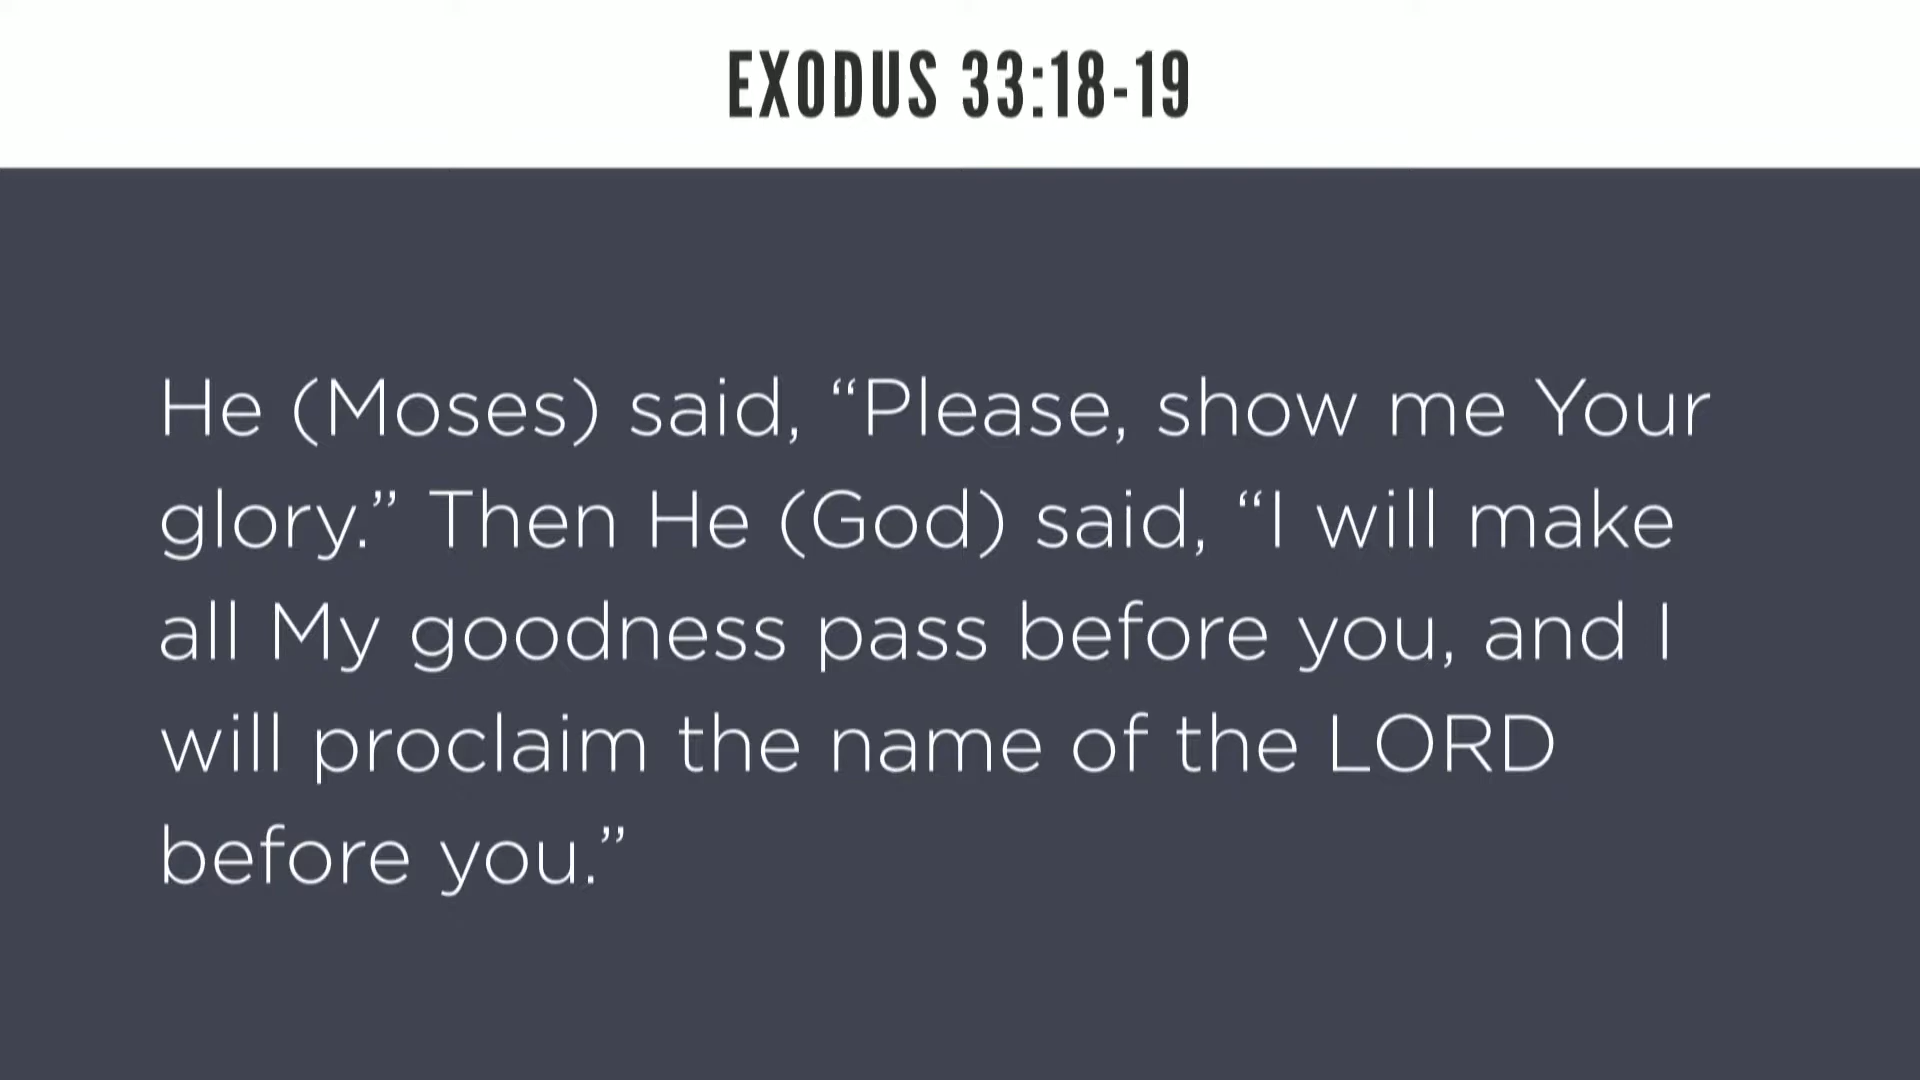 EXODUS 33:18-19
He (Moses) said, “Please, show me Your
glory.” Then He (God) said, “I will make
all My goodness pass before you, and I
will proclaim the name of the LORD
before you.”